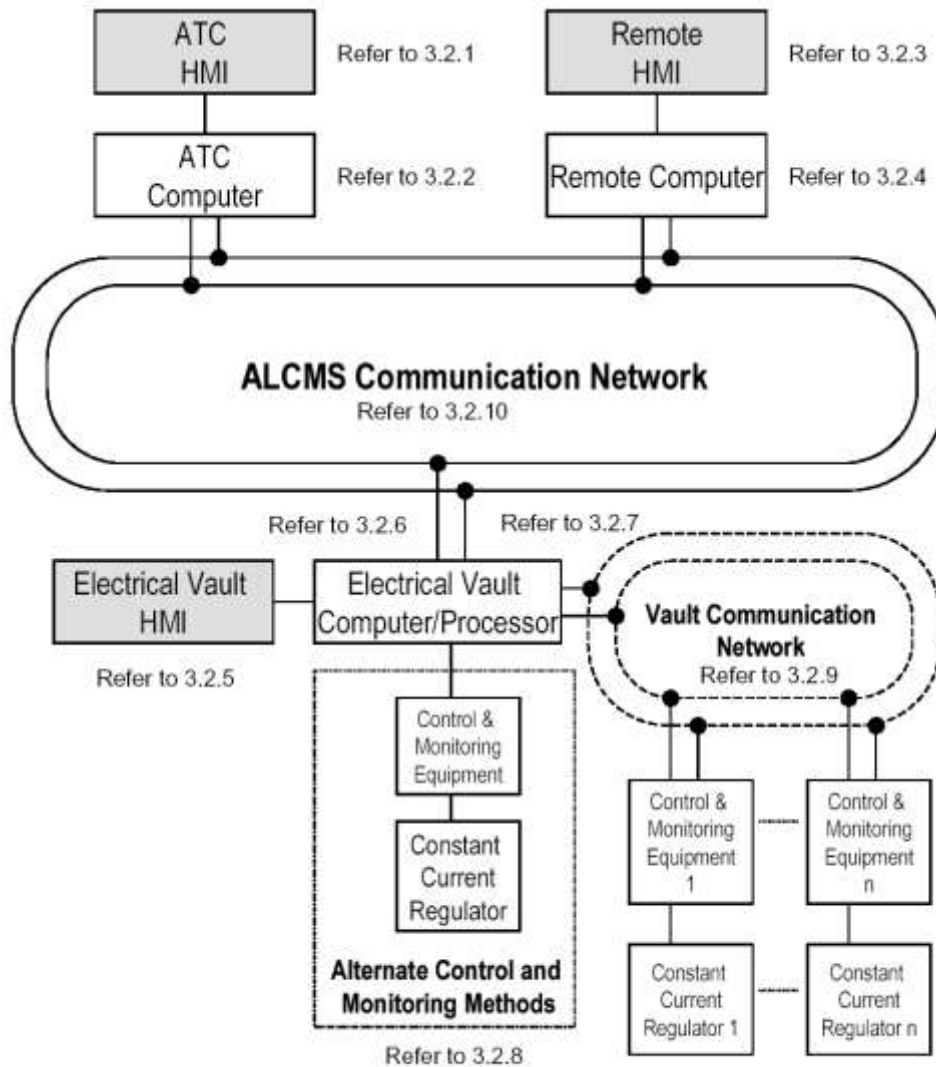 ATC
HMI
Refer to 3.2.1
Remote
HMI
Refer to 3.2.3
ATC
Computer
Refer to 3.2.2
Remote Computer
Refer to 3.2.4
ALCMS Communication Network
Refer to 3.2.10
Refer to 3.2.6
Refer to 3.2.7
Electrical Vault
HMI
Refer to 3.2.5
Electrical Vault
Computer/Processor
Vault Communication
Network
Refer to 3.2.9
Control &
Monitoring
Equipment
Constant
Current
Regulator
Alternate Control and
Monitoring Methods
Refer to 3.2.8
Control &
Monitoring
Equipment
1
Control &
Monitoring
Equipment
n
Constant
Current
Regulator 1
Constant
Current
Regulator n